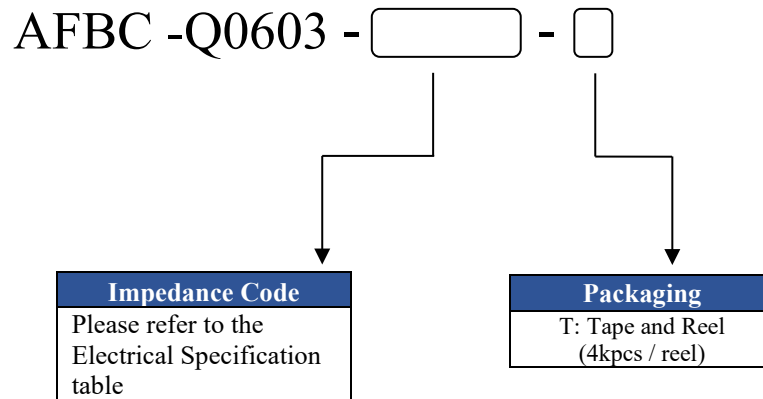 AFBC -Q0603 - -
Impedance Code
Please refer to the
Electrical Specification
table
Packaging
T: Tape and Reel
(4kpcs / reel)